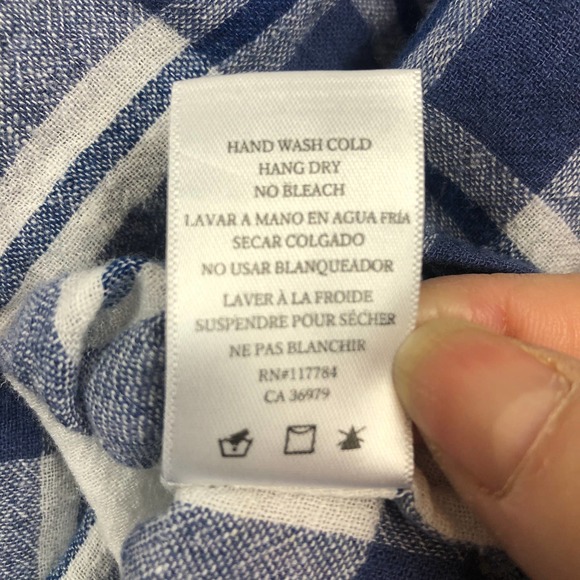 HAND WASH COLD
HANG DRY
NO BLEACH
LAVAR A MANO EN AGUA FRÍA
SECAR COLGADO
NO USAR BLANQUEADOR
LAVER À LA FROIDE
SUSPENDRE POUR SÉCHER
NE PAS BLANCHIR
RN#117784
CA 36979